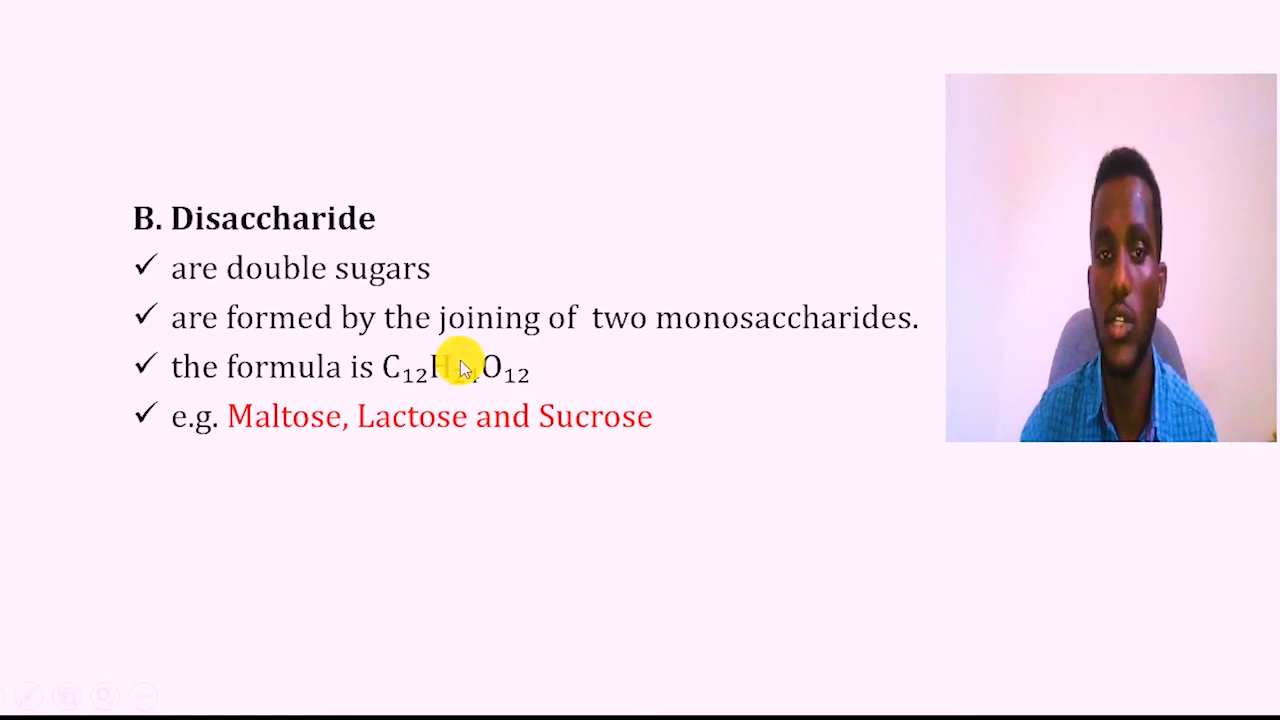 B. Disaccharide
✓ are double sugars
✓ are formed by the joining of two monosaccharides.
✓ the formula is C₁₂H O₁₂
✓ e.g. Maltose, Lactose and Sucrose